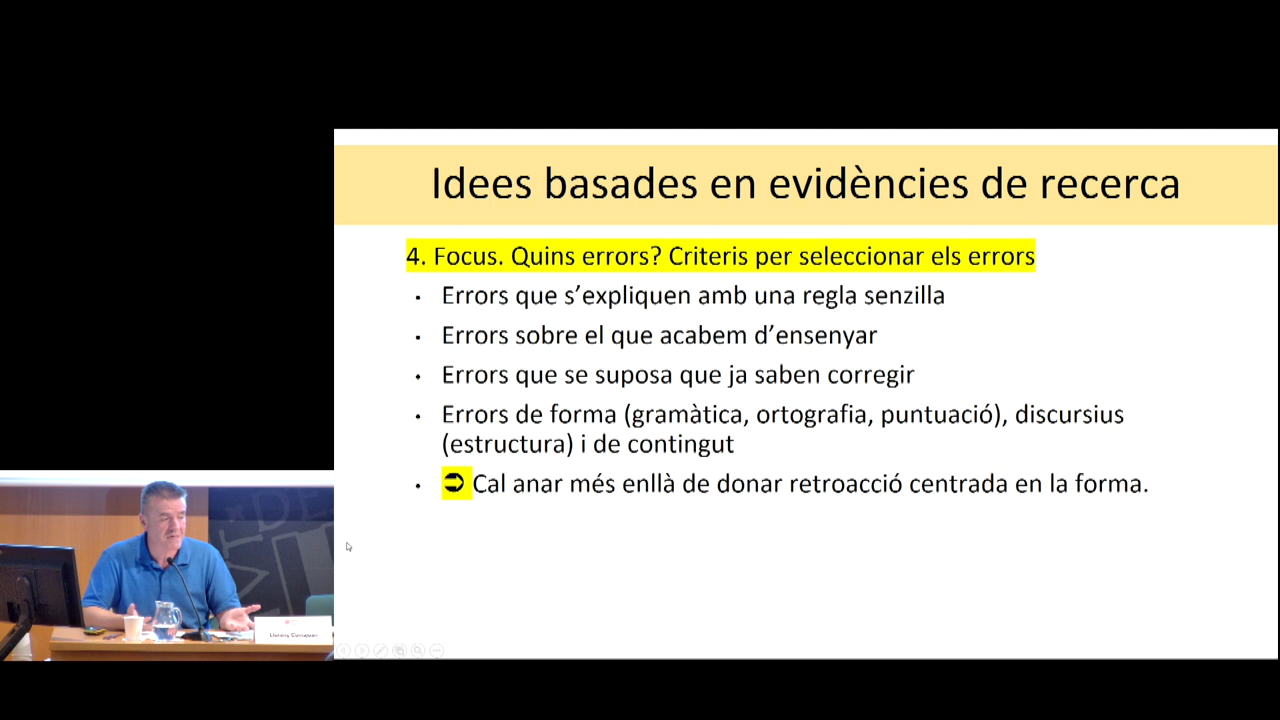 Idees basades en evidències de recerca
4. Focus. Quins errors? Criteris per seleccionar els errors
• Errors que s’expliquen amb una regla senzilla
• Errors sobre el que acabem d’ensenyar
• Errors que se suposa que ja saben corregir
• Errors de forma (gramàtica, ortografia, puntuació), discursius
(estructura) i de contingut
• ➲ Cal anar més enllà de donar retroacció centrada en la forma.